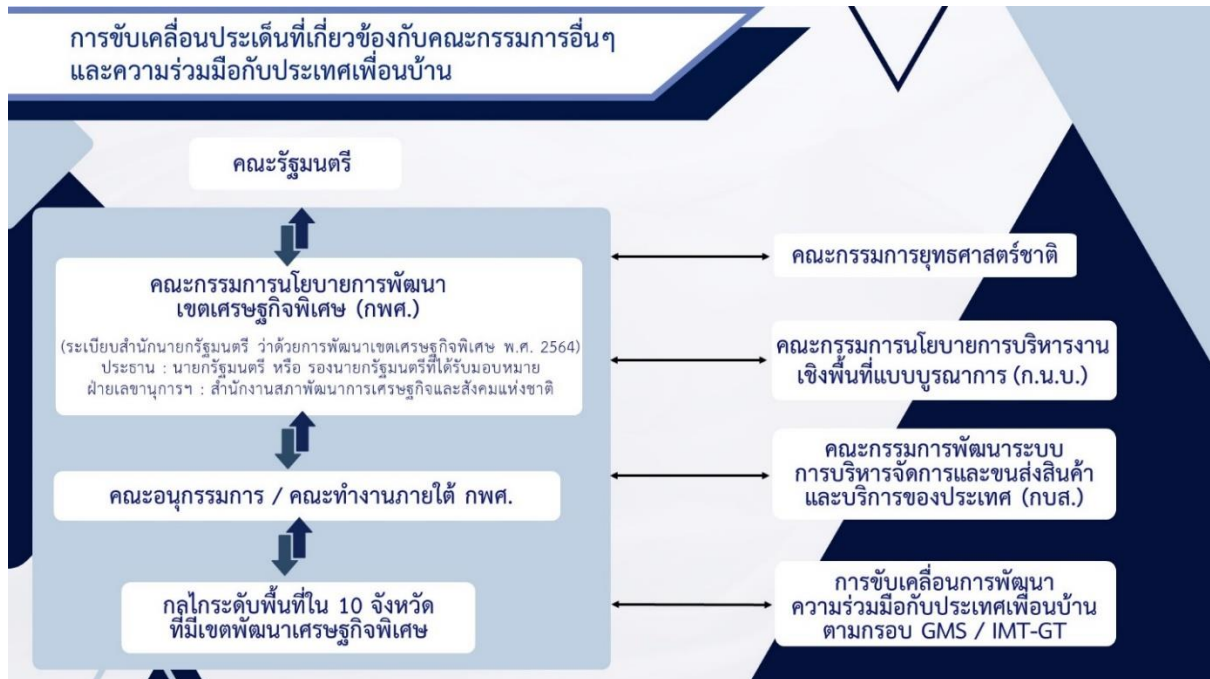 การขับเคลื่อนประเด็นที่เกี่ยวข้องกับคณะกรรมการอื่นๆ
และความร่วมมือกับประเทศเพื่อนบ้าน
คณะรัฐมนตรี
คณะกรรมการนโยบายการพัฒนา
เขตเศรษฐกิจพิเศษ (กพศ.)
(ระเบียบสำนักนายกรัฐมนตรี ว่าด้วยการพัฒนาเขตเศรษฐกิจพิเศษ พ.ศ. 2564)
ประธาน : นายกรัฐมนตรี หรือ รองนายกรัฐมนตรีที่ได้รับมอบหมาย
ฝ่ายเลขานุการฯ : สำนักงานสภาพัฒนาการเศรษฐกิจและสังคมแห่งชาติ
คณะอนุกรรมการ / คณะทำงานภายใต้ กพศ.
กลไกระดับพื้นที่ใน 10 จังหวัด
ที่มีเขตพัฒนาเศรษฐกิจพิเศษ
คณะกรรมการยุทธศาสตร์ชาติ
คณะกรรมการนโยบายการบริหารงาน
เชิงพื้นที่แบบบูรณาการ (ก.น.บ.)
คณะกรรมการพัฒนาระบบ
การบริหารจัดการและขนส่งสินค้า
และบริการของประเทศ (กบส.)
การขับเคลื่อนการพัฒนา
ความร่วมมือกับประเทศเพื่อนบ้าน
ตามกรอบ GMS / IMT-GT